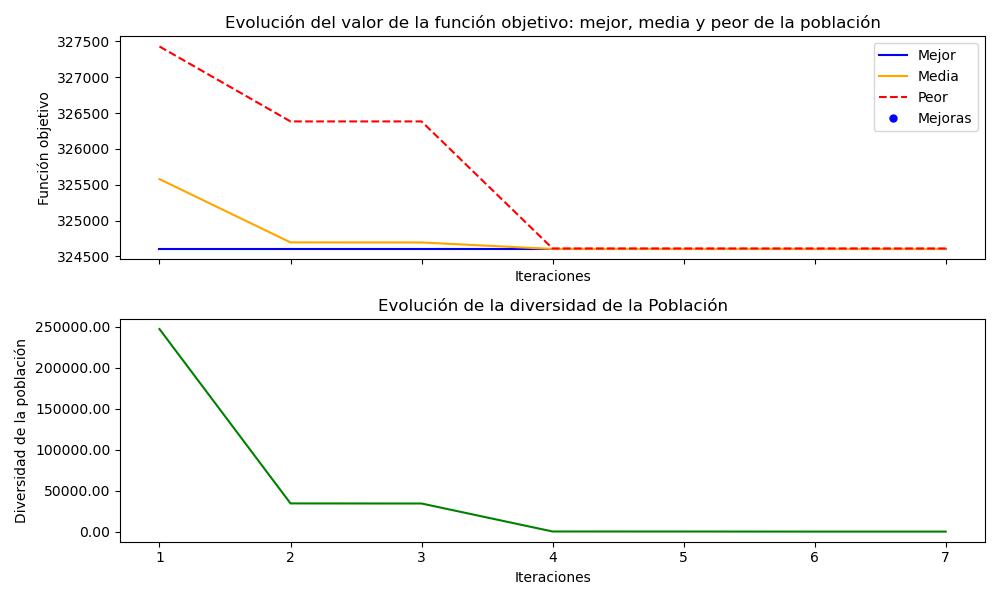 Evolución del valor de la función objetivo: mejor, media y peor de la población
Función objetivo
327500
327000
326500
326000
325500
325000
324500
Mejor
Media
Peor
Mejoras
Iteraciones
Evolución de la diversidad de la Población
Diversidad de la población
250000.00
200000.00
150000.00
100000.00
50000.00
0.00
1 2 3 4 5 6 7
Iteraciones